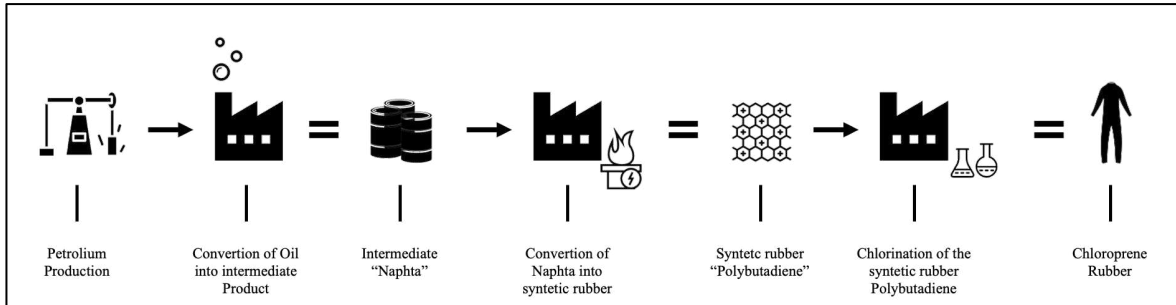 Petrolium
Production
Convertion of Oil
into intermediate
Product
Intermediate
“Naphta”
Convertion of
Naphta into
syntetic rubber
Syntetc rubber
“Polybutadiene”
Chlorination of the
syntetic rubber
Polybutadiene
Chloroprene
Rubber